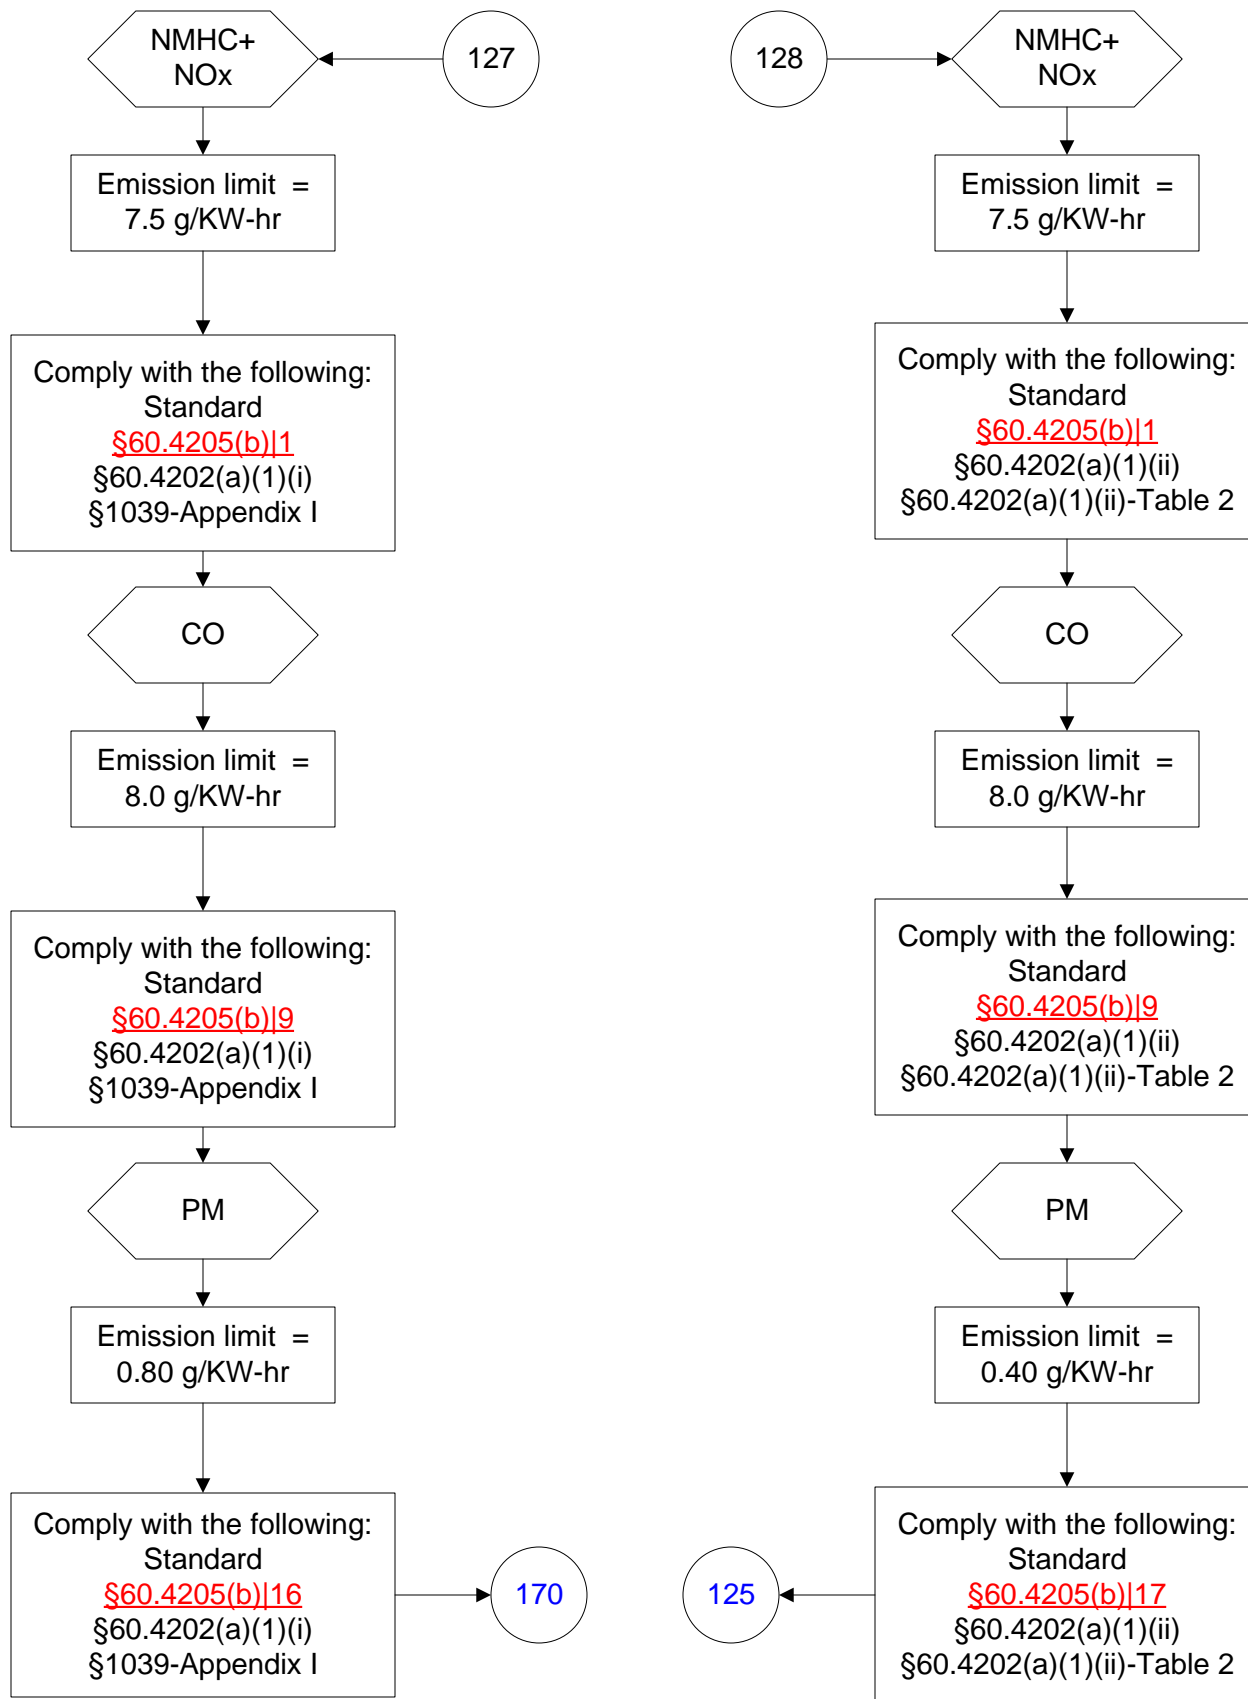 NMHC+
NOx
127
Emission limit  =
7.5 g/KW-hr
Comply with the following:
Standard
§60.4205(b)|1
§60.4202(a)(1)(i)
§1039-Appendix I
CO
Emission limit  =
8.0 g/KW-hr
Comply with the following:
Standard
§60.4205(b)|9
§60.4202(a)(1)(i)
§1039-Appendix I
PM
Emission limit  =
0.80 g/KW-hr
Comply with the following:
Standard
§60.4205(b)|16
§60.4202(a)(1)(i)
§1039-Appendix I
170
128
NMHC+
NOx
Emission limit  =
7.5 g/KW-hr
Comply with the following:
Standard
§60.4205(b)|1
§60.4202(a)(1)(ii)
§60.4202(a)(1)(ii)-Table 2
CO
Emission limit  =
8.0 g/KW-hr
Comply with the following:
Standard
§60.4205(b)|9
§60.4202(a)(1)(ii)
§60.4202(a)(1)(ii)-Table 2
PM
Emission limit  =
0.40 g/KW-hr
Comply with the following:
Standard
§60.4205(b)|17
§60.4202(a)(1)(ii)
§60.4202(a)(1)(ii)-Table 2
125